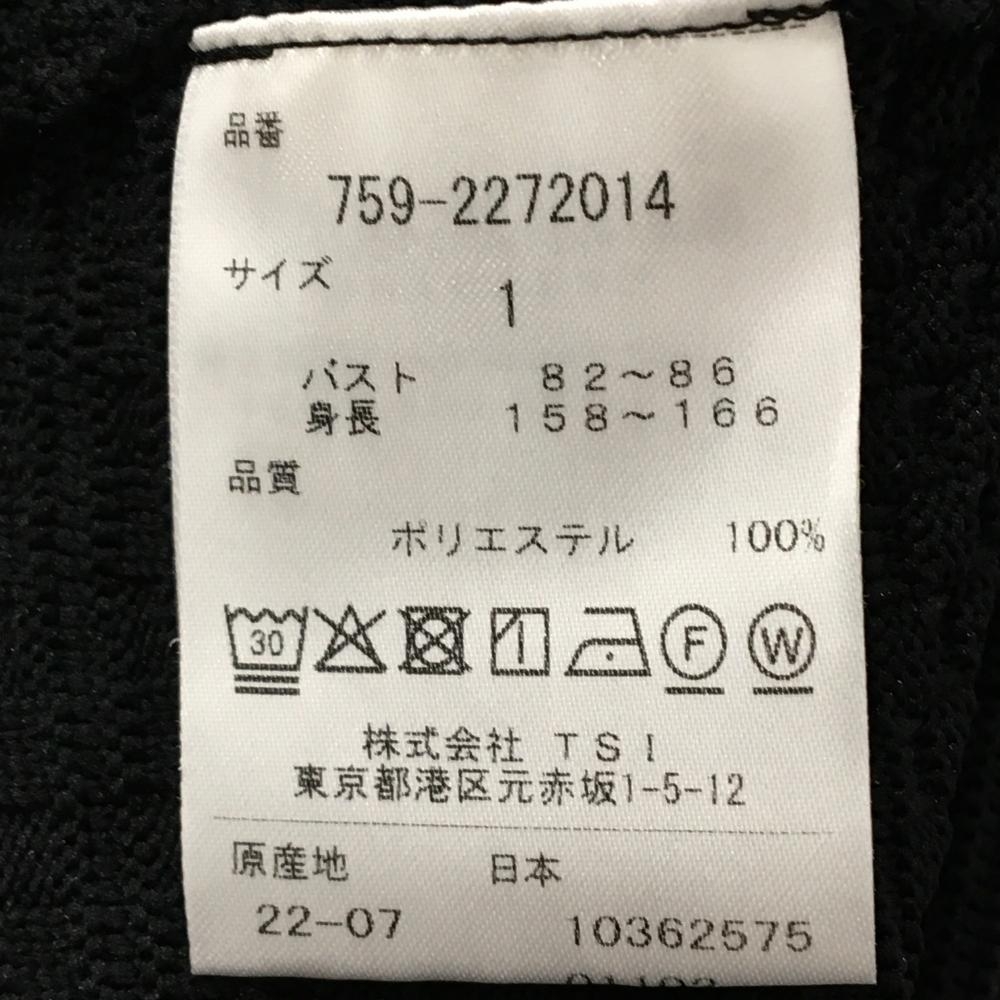 品番
759-2272014
サイズ
1
バスト 82～86
身長 158～166
品質
ポリエステル 100%
30 F W
株式会社 TSI
東京都港区元赤坂1-5-12
原産地 日本
22-07 10362575